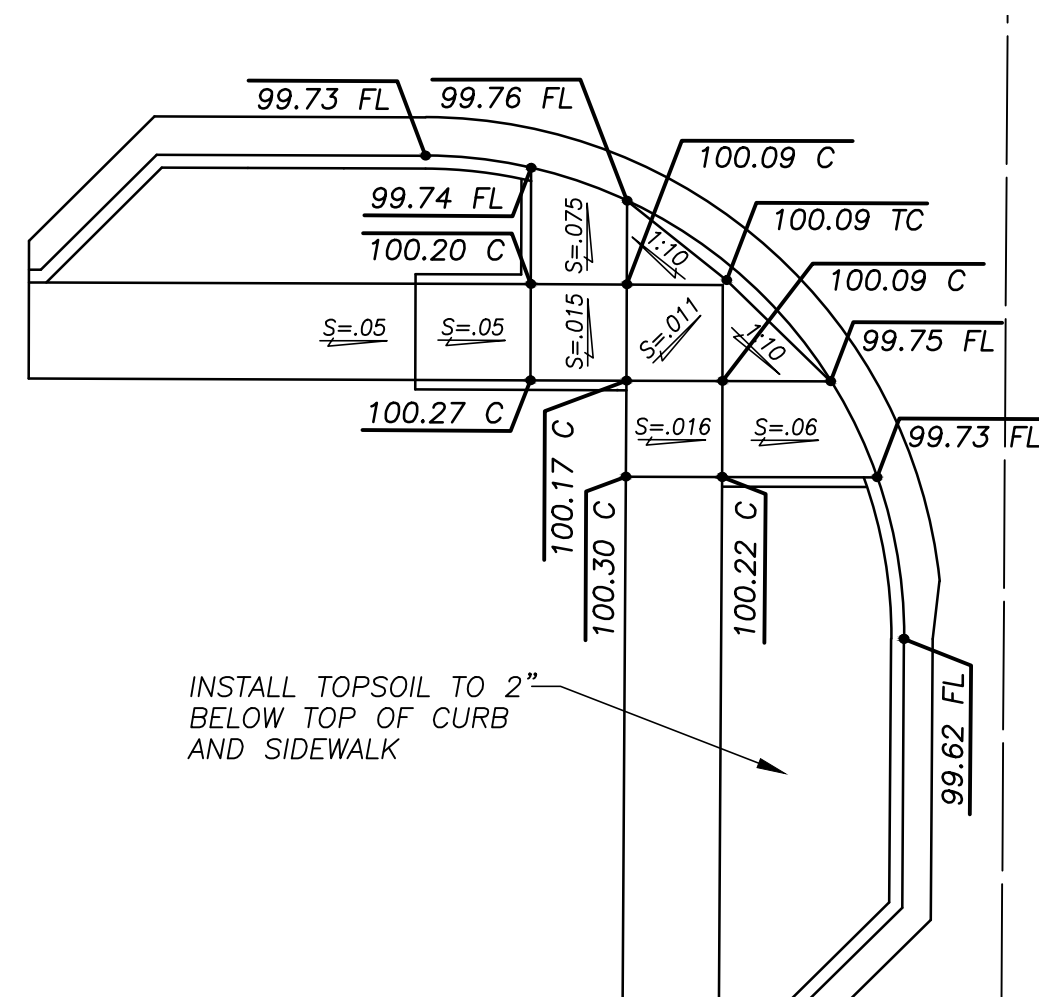 99.73 FL
99.76 FL
100.09 C
99.74 FL
100.09 TC
100.20 C
S=.075
1:10
100.09 C
S=.05
S=.05
S=.015
S=.011
1:10
99.75 FL
100.27 C
S=.016
S=.06
99.73 FL
100.17 C
100.30 C
100.22 C
INSTALL TOPSOIL TO 2”
BELOW TOP OF CURB
AND SIDEWALK
99.62 FL